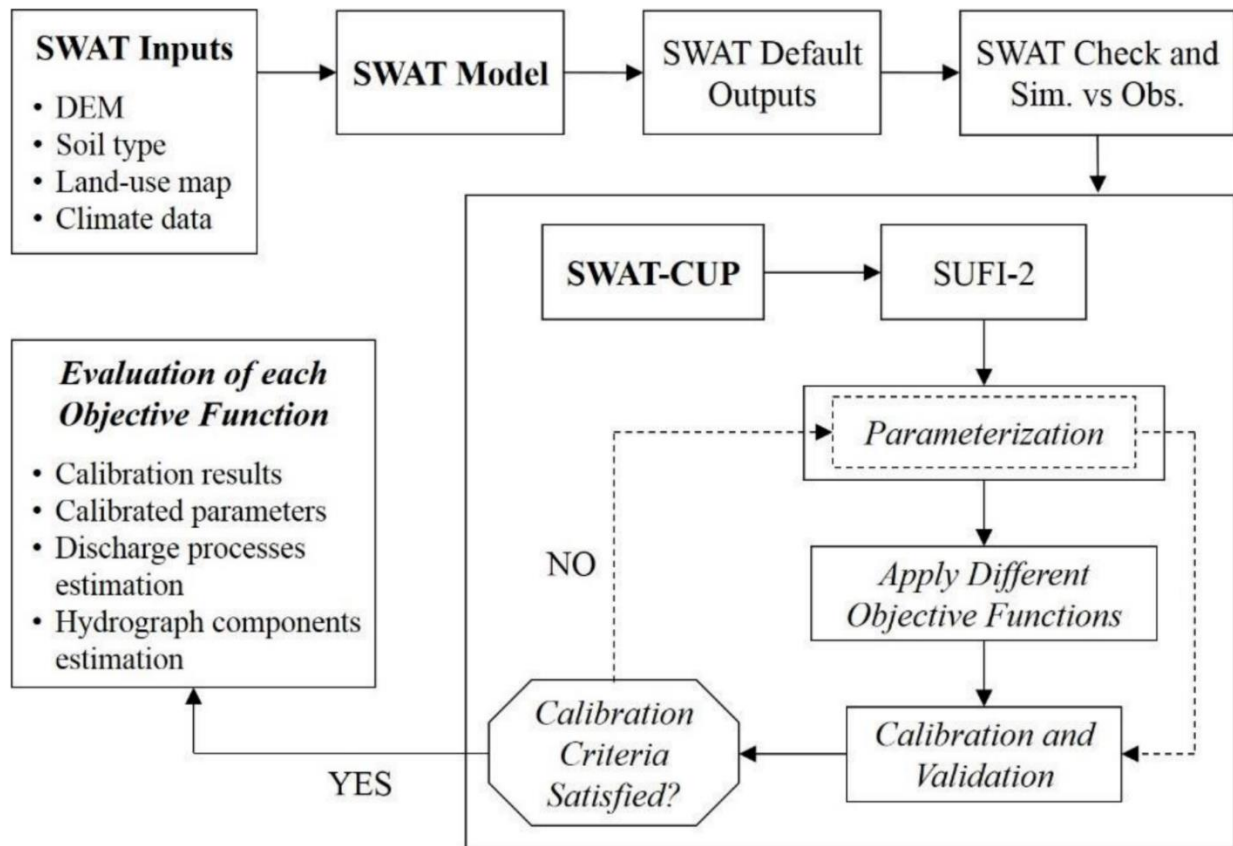 SWAT Inputs
• DEM
• Soil type
• Land-use map
• Climate data
SWAT Model
SWAT Default
Outputs
SWAT Check and
Sim. vs Obs.
SWAT-CUP
SUFI-2
Parameterization
Apply Different
Objective Functions
Calibration and
Validation
Calibration
Criteria
Satisfied?
NO
YES
Evaluation of each
Objective Function
• Calibration results
• Calibrated parameters
• Discharge processes
estimation
• Hydrograph components
estimation